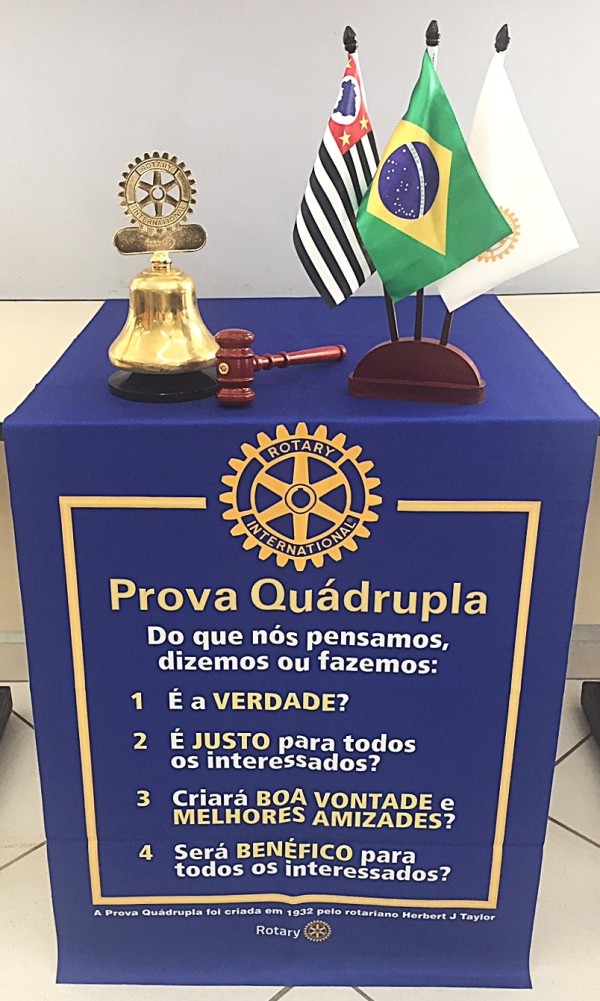 ROTARY
INTERNATIONAL
ROTARY
INTERNATIONAL
Prova Quádrupla
Do que nós pensamos,
dizemos ou fazemos:
1 É a VERDADE?
2 É JUSTO para todos
os interessados?
3 Criará BOA VONTADE e
MELHORES AMIZADES?
4 Será BENÉFICO para
todos os interessados?
A Prova Quádrupla foi criada em 1932 pelo rotariano Herbert J Taylor
Rotary